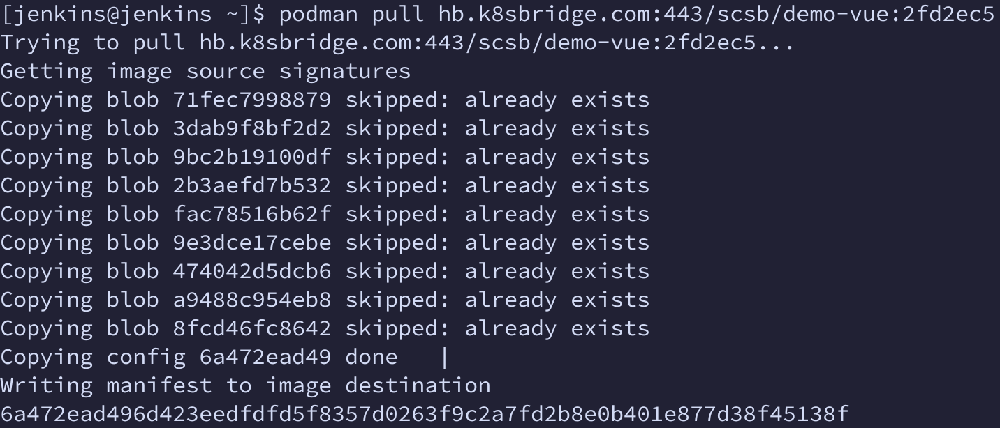 [jenkins@jenkins ~]$ podman pull hb.k8sbridge.com:443/scsb/demo-vue:2fd2ec5
Trying to pull hb.k8sbridge.com:443/scsb/demo-vue:2fd2ec5...
Getting image source signatures
Copying blob 71fec7998879 skipped: already exists
Copying blob 3dab9f8bf2d2 skipped: already exists
Copying blob 9bc2b19100df skipped: already exists
Copying blob 2b3aefd7b532 skipped: already exists
Copying blob fac78516b62f skipped: already exists
Copying blob 9e3dce17cebe skipped: already exists
Copying blob 474042d5dcb6 skipped: already exists
Copying blob a9488c954eb8 skipped: already exists
Copying blob 8fcd46fc8642 skipped: already exists
Copying config 6a472ead49 done   |
Writing manifest to image destination
6a472ead496d423eedfdfd5f8357d0263f9c2a7fd2b8e0b401e877d38f45138f